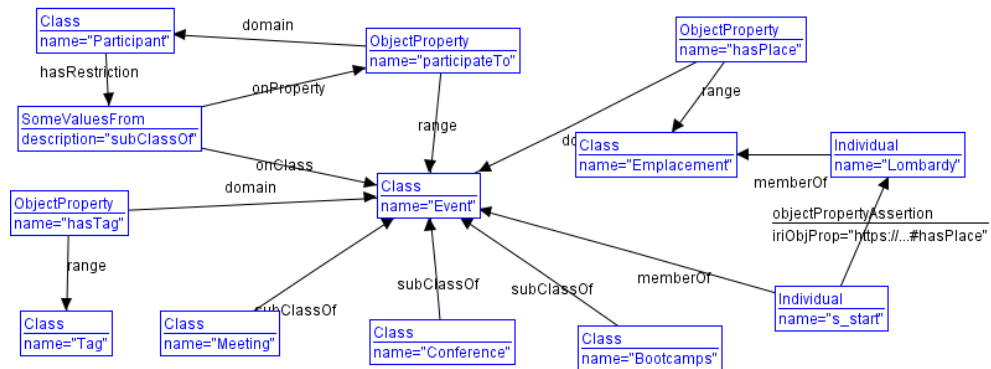 Class
name="Participant"
domain
ObjectProperty
name="participateTo"
ObjectProperty
name="hasPlace"
hasRestriction
onProperty
range
range
SomeValuesFrom
description="subClassOf"
onClass
do
Class
name="Emplacement"
Individual
name="Lombardy"
memberOf
ObjectProperty
name="hasTag"
domain
Class
name="Event"
objectPropertyAssertion
iriObjProp="https://...#hasPlace"
range
memberOf
subClassOf
subClassOf
subClassOf
Class
name="Tag"
Class
name="Meeting"
Class
name="Conference"
Class
name="Bootcamps"
Individual
name="s_start"